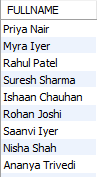 FULLNAME
Priya Nair
Myra Iyer
Rahul Patel
Suresh Sharma
Ishaan Chauhan
Rohan Joshi
Saanvi Iyer
Nisha Shah
Ananya Trivedi